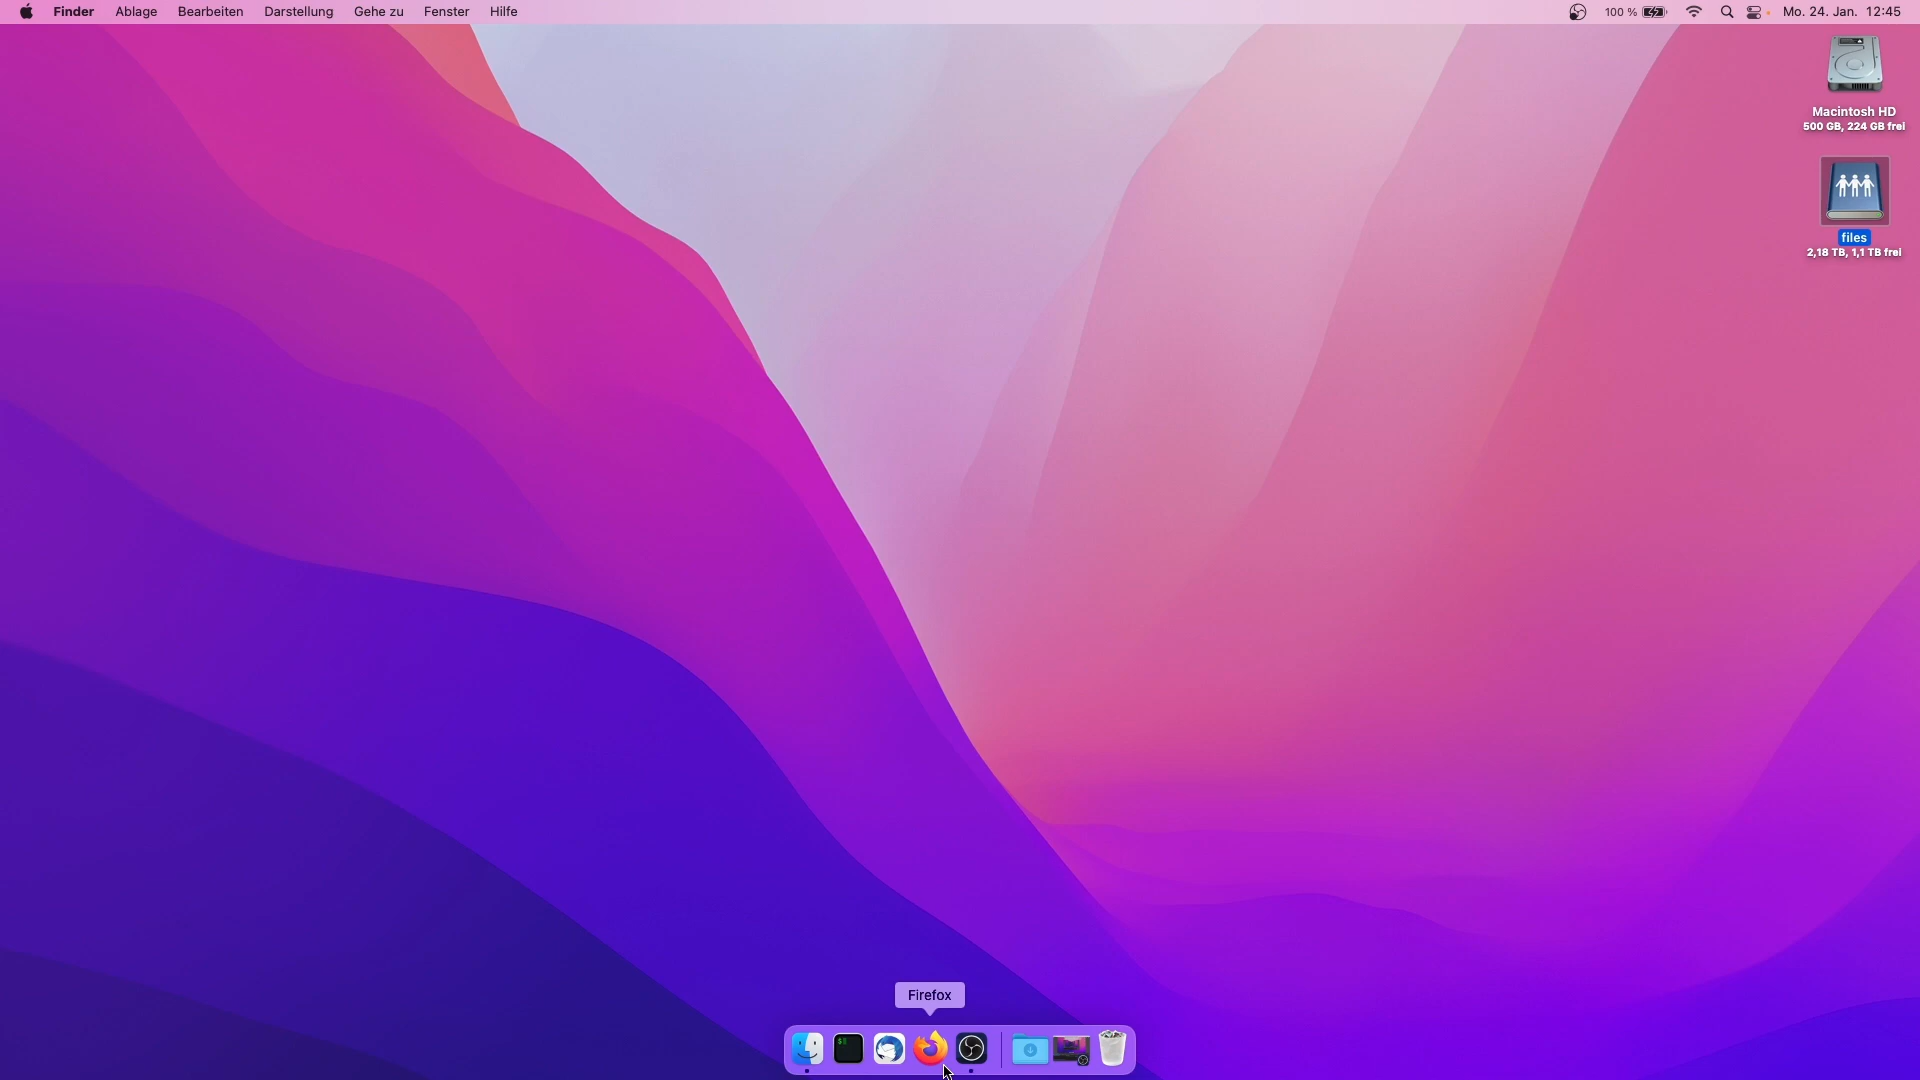 Finder Ablage Bearbeiten Darstellung Gehe zu Fenster Hilfe
100 % Mo. 24. Jan. 12:45
Macintosh HD
500 GB, 224 GB frei
files
2,18 TB, 1,1 TB frei
Firefox